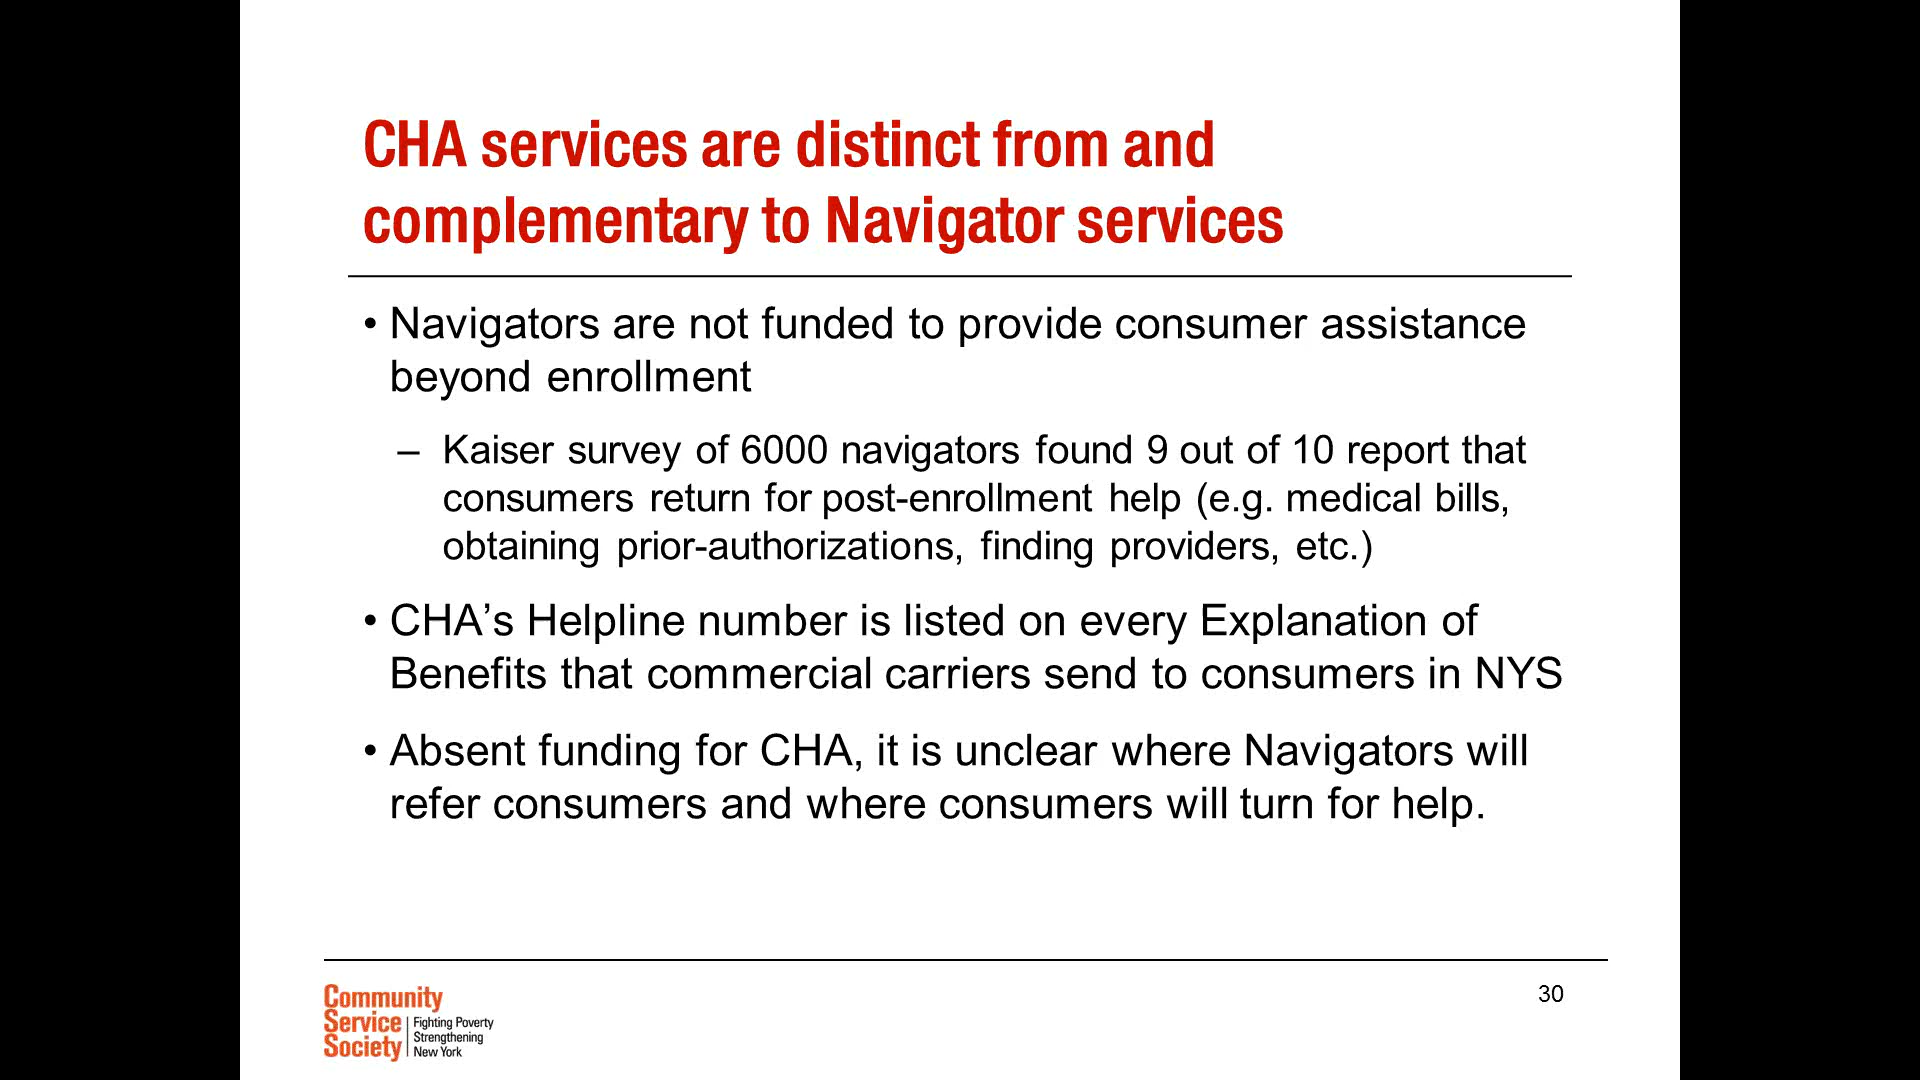 CHA services are distinct from and
complementary to Navigator services
• Navigators are not funded to provide consumer assistance
beyond enrollment
– Kaiser survey of 6000 navigators found 9 out of 10 report that
consumers return for post-enrollment help (e.g. medical bills,
obtaining prior-authorizations, finding providers, etc.)
• CHA’s Helpline number is listed on every Explanation of
Benefits that commercial carriers send to consumers in NYS
• Absent funding for CHA, it is unclear where Navigators will
refer consumers and where consumers will turn for help.
Community
Service
Society
Fighting Poverty
Strengthening
New York
30